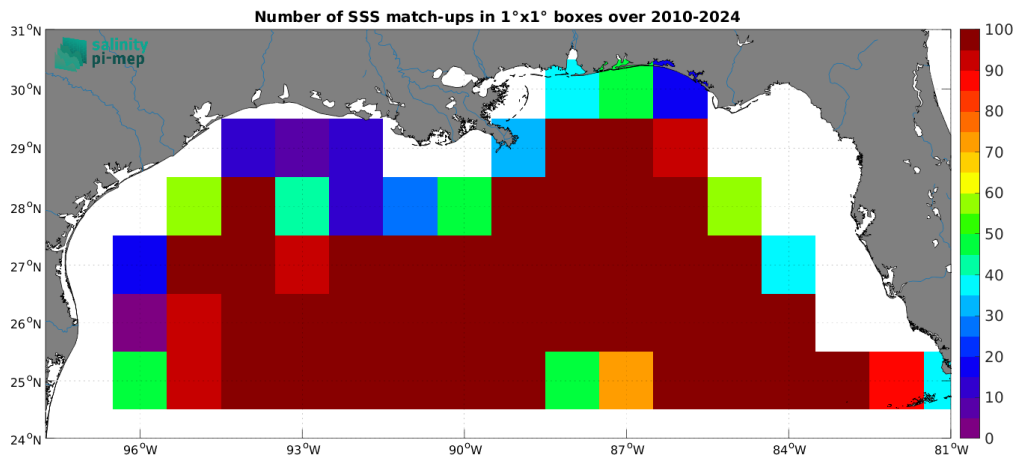 Number of SSS match-ups in 1°x1° boxes over 2010-2024
salinity
pi-mep
31°N
30°N
29°N
28°N
27°N
26°N
25°N
24°N
96°W
93°W
90°W
87°W
84°W
81°W
100
90
80
70
60
50
40
30
20
10
0